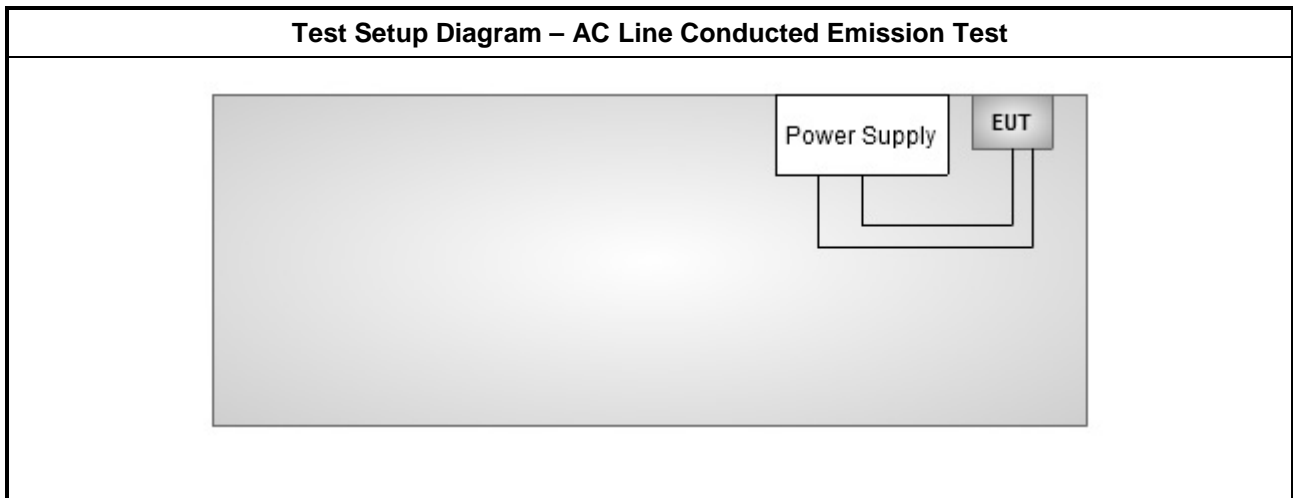 Test Setup Diagram – AC Line Conducted Emission Test
Power Supply
EUT